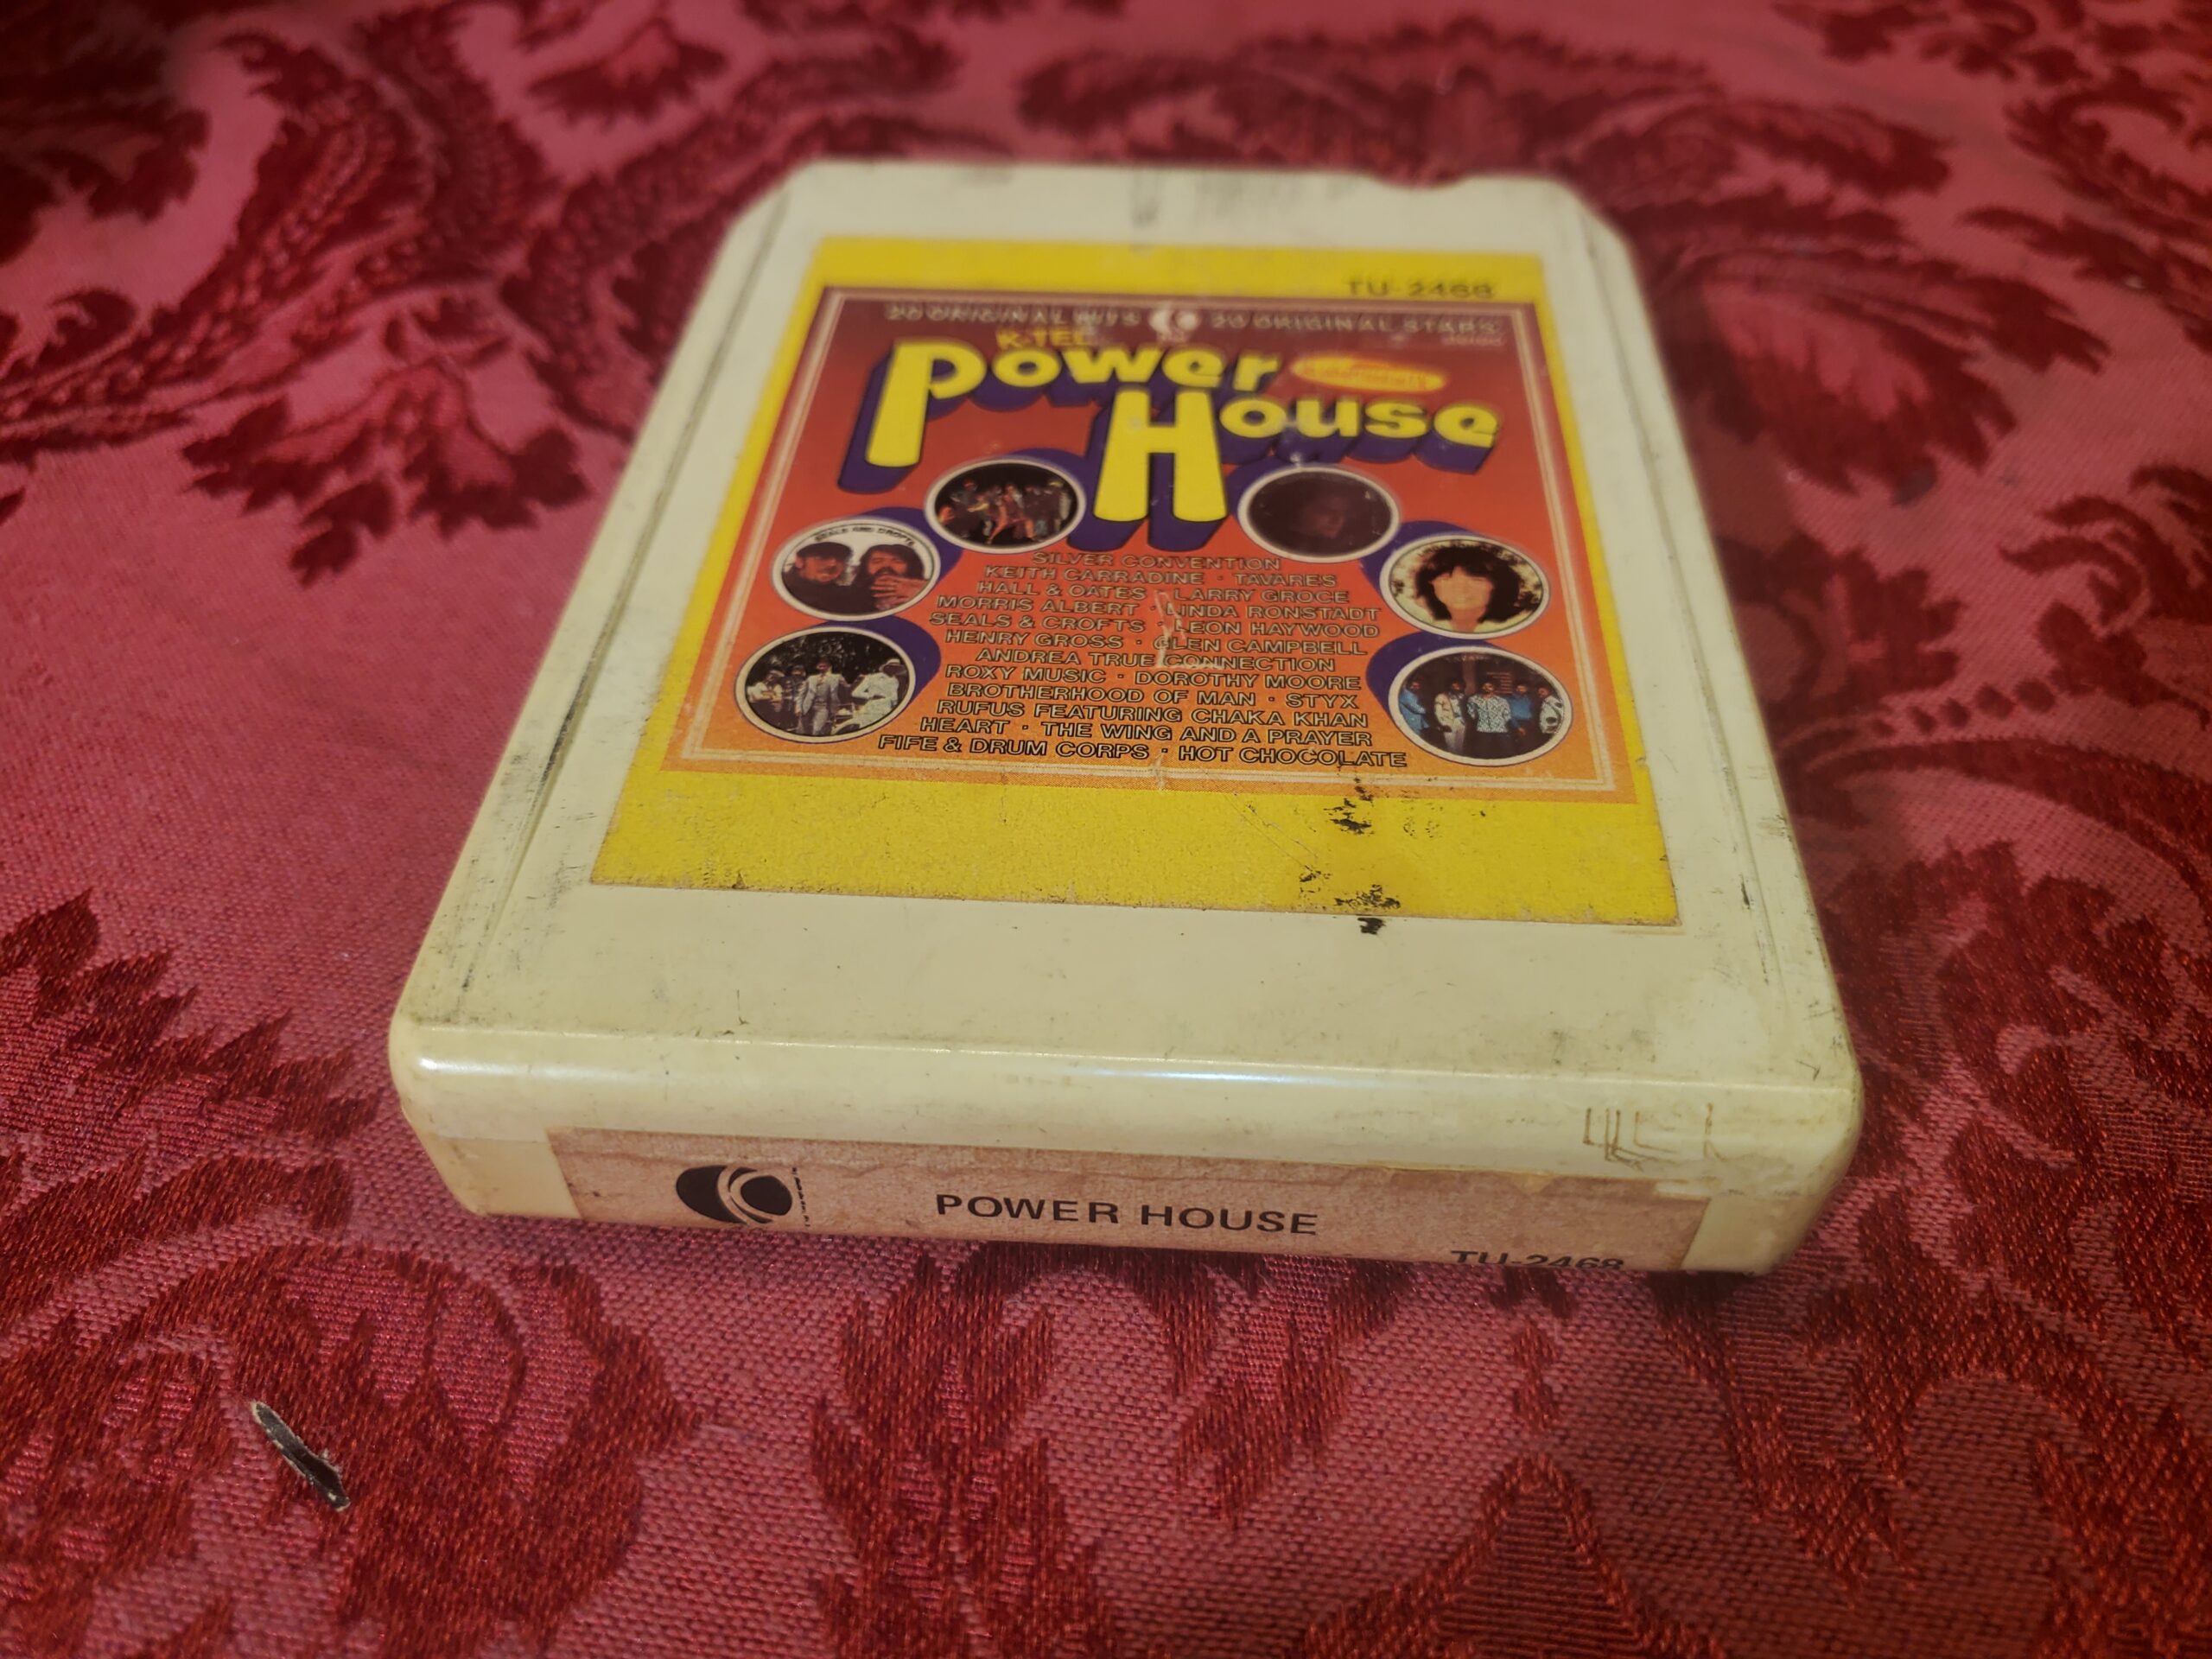 TU-2468
20 ORIGINAL HITS 20 ORIGINAL STARS
K-TEL
Power
House
SEALS AND CROFTS
SILVER CONVENTION
KEITH CARRADINE • TAVARES
HALL & OATES • LARRY GROCE
MORRIS ALBERT • LINDA RONSTADT
SEALS & CROFTS • LEON HAYWOOD
HENRY GROSS • GLEN CAMPBELL
ANDREA TRUE CONNECTION
ROXY MUSIC • DOROTHY MOORE
BROTHERHOOD OF MAN • STYX
RUFUS FEATURING CHAKA KHAN
HEART • THE WING AND A PRAYER
FIFE & DRUM CORPS • HOT CHOCOLATE
POWER HOUSE
TU-2468